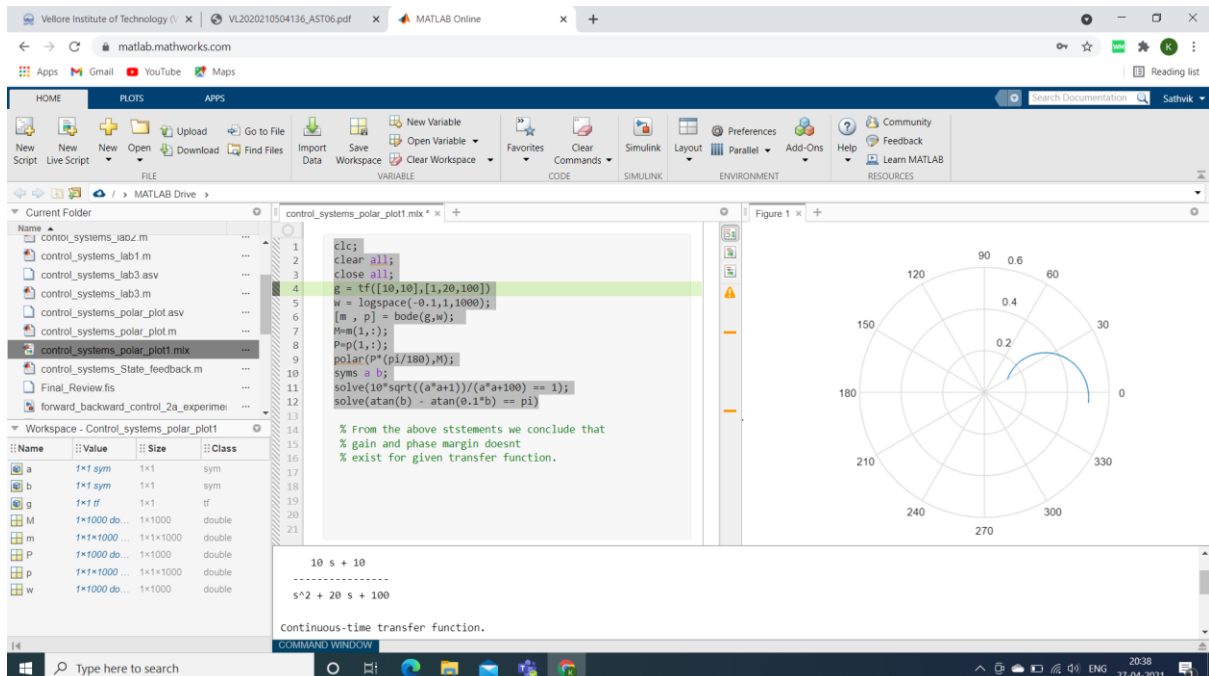 Vellore Institute of Technology (V
VL2020210504136_AST06.pdf
MATLAB Online
matlab.mathworks.com
Apps Gmail YouTube Maps Reading list
HOME PLOTS APPS Search Documentation Sathvik
New Script
New Live Script
New
Open
Upload
Download
Go to File
Find Files
Import Data
Save Workspace
New Variable
Open Variable
Clear Workspace
Favorites
Clear Commands
Simulink
Layout
Preferences
Parallel
Add-Ons
Help
Community
Feedback
Learn MATLAB
FILE VARIABLE CODE SIMULINK ENVIRONMENT RESOURCES
/ › MATLAB Drive ›
Current Folder
Name
contol_systems_lab2.m
control_systems_lab1.m
control_systems_lab3.asv
control_systems_lab3.m
control_systems_polar_plot.asv
control_systems_polar_plot.m
control_systems_polar_plot1.mlx
control_systems_State_feedback.m
Final_Review.fis
forward_backward_control_2a_experimei
Workspace - Control_systems_polar_plot1
Name Value Size Class
a 1×1 sym 1×1 sym
b 1×1 sym 1×1 sym
g 1×1 tf 1×1 tf
M 1×1000 do... 1×1000 double
m 1×1×1000 ... 1×1×1000 double
P 1×1000 do... 1×1000 double
p 1×1×1000 ... 1×1×1000 double
w 1×1000 do... 1×1000 double
control_systems_polar_plot1.mlx *
1 clc;
2 clear all;
3 close all;
4 g = tf([10,10],[1,20,100])
5 w = logspace(-0.1,1,1000);
6 [m , p] = bode(g,w);
7 M=m(1,:);
8 P=p(1,:);
9 polar(P*(pi/180),M);
10 syms a b;
11 solve(10*sqrt((a*a+1))/(a*a+100) == 1);
12 solve(atan(b) - atan(0.1*b) == pi)
13
14 % From the above ststements we conclude that
15 % gain and phase margin doesnt
16 % exist for given transfer function.
17
18
19
20
21
Figure 1
90 0.6
120 60
0.4
150 30
0.2
180 0
210 330
240 300
270
10 s + 10
----------------
s^2 + 20 s + 100
Continuous-time transfer function.
COMMAND WINDOW
Type here to search
ENG
20:38
27-04-2021